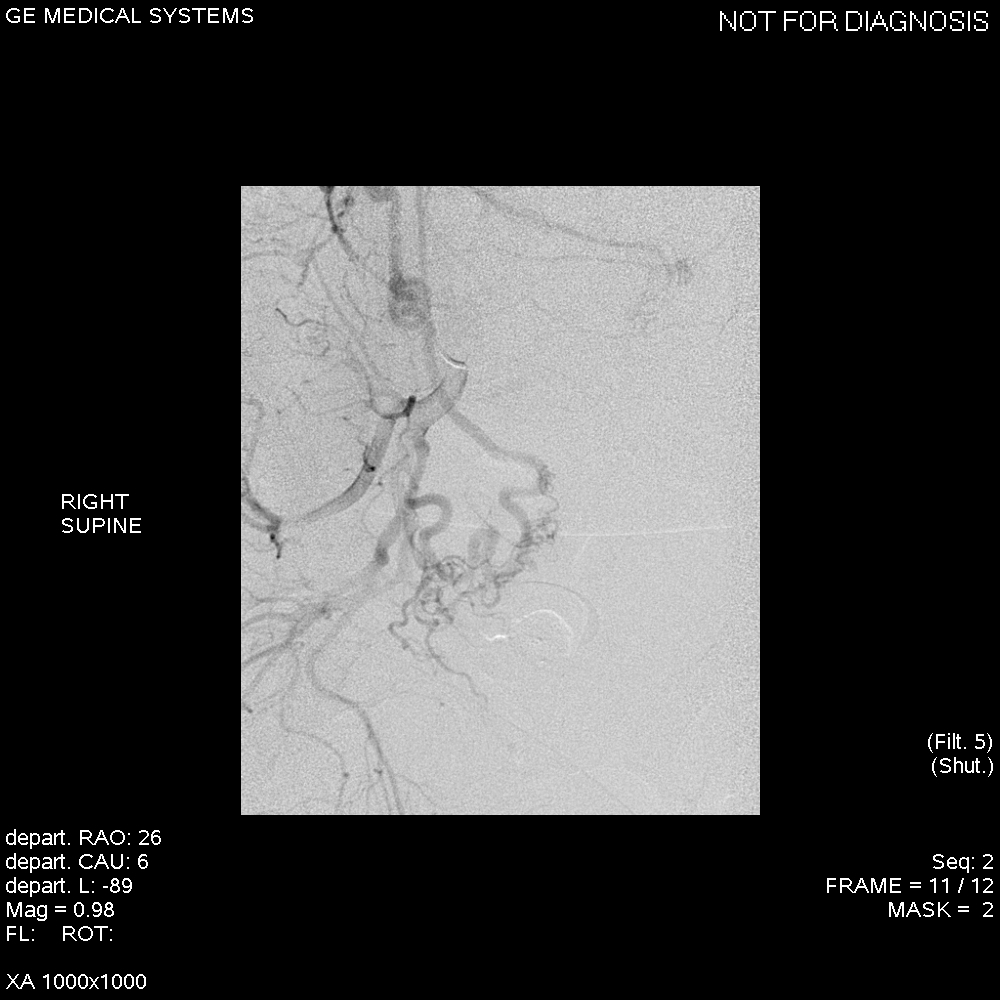 GE MEDICAL SYSTEMS
NOT FOR DIAGNOSIS
RIGHT
SUPINE
(Filt. 5)
(Shut.)
depart. RAO: 26
depart. CAU: 6
depart. L: -89
Mag = 0.98
FL: ROT:
Seq: 2
FRAME = 11 / 12
MASK = 2
XA 1000x1000